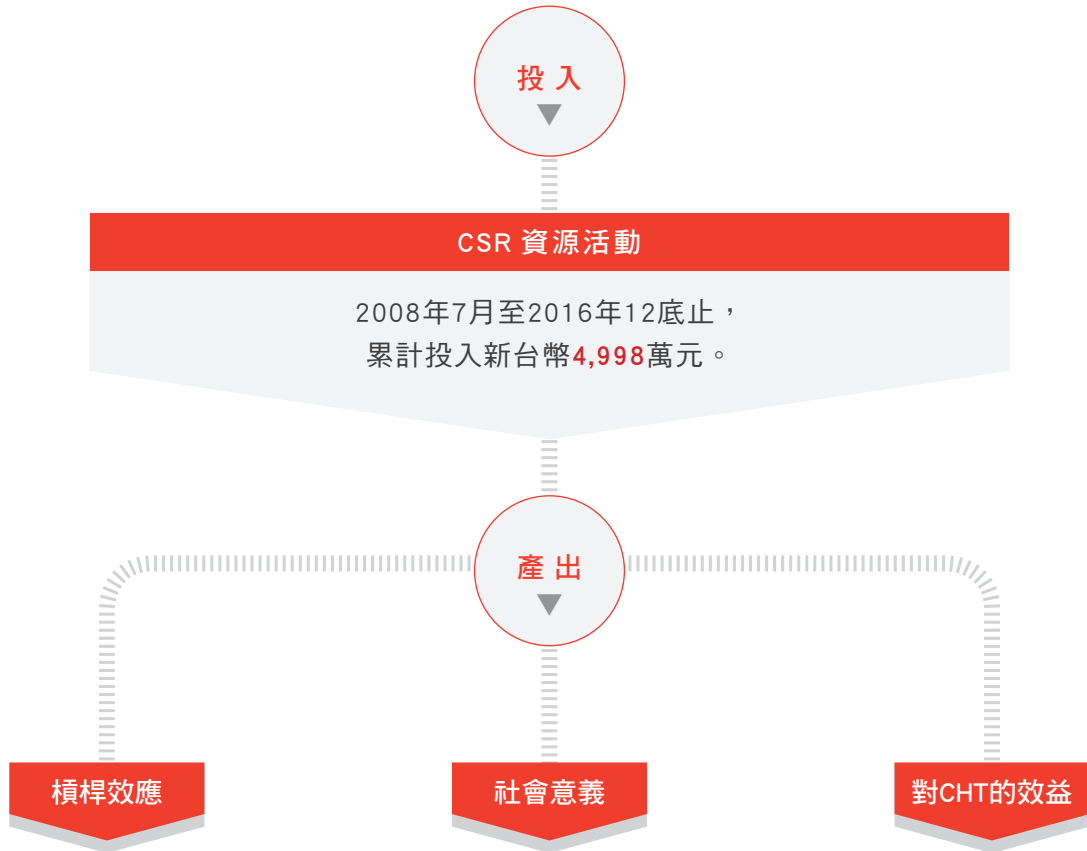 投入
CSR 資源活動
2008年7月至2016年12底止，
累計投入新台幣4,998萬元。
產出
槓桿效應
社會意義
對CHT的效益